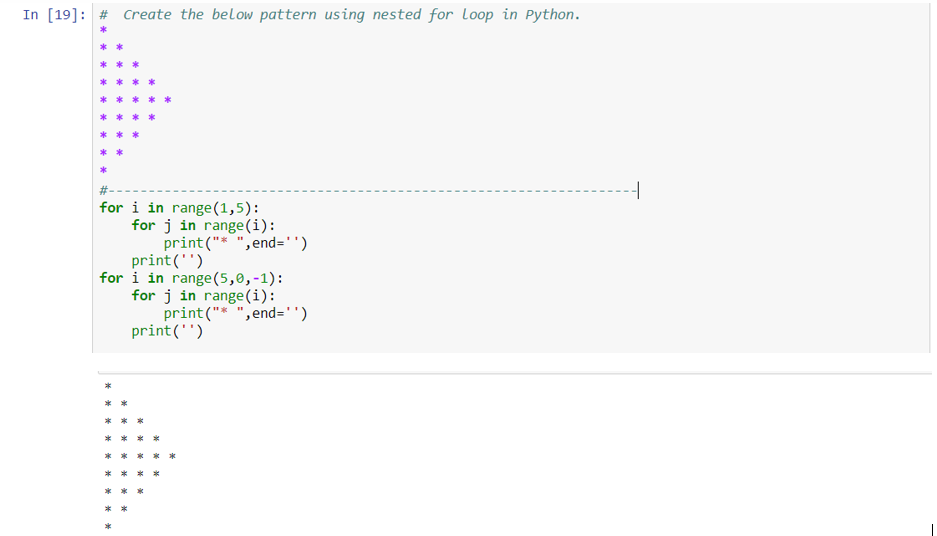 In [19]: #  Create the below pattern using nested for loop in Python.
*
* *
* * *
* * * *
* * * * *
* * * *
* * *
* *
*
#-------------------------------------------------------------------
for i in range(1,5):
    for j in range(i):
        print("* ",end='')
    print('')
for i in range(5,0,-1):
    for j in range(i):
        print("* ",end='')
    print('')
*
* *
* * *
* * * *
* * * * *
* * * *
* * *
* *
*